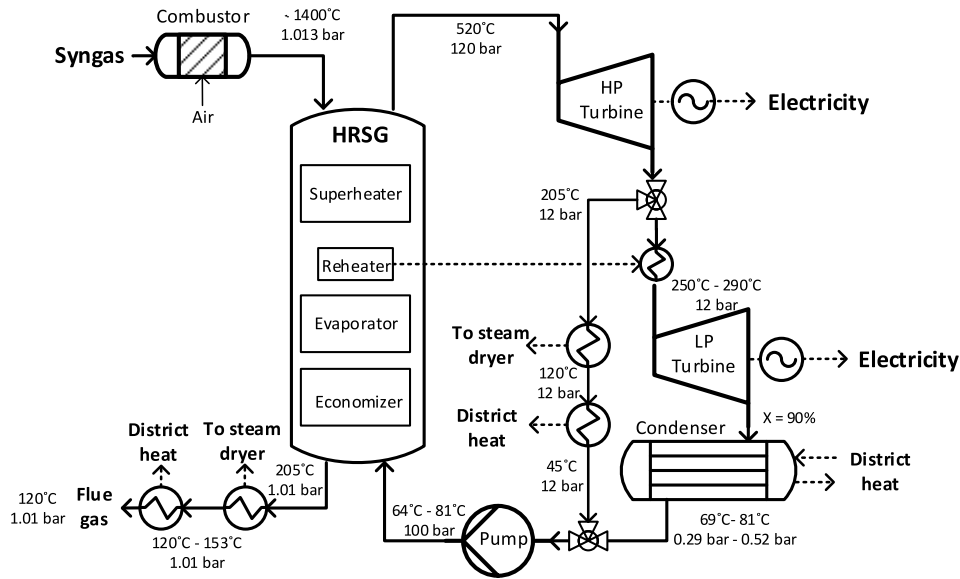 Combustor
Syngas
Air
~ 1400°C
1.013 bar
520°C
120 bar
HP
Turbine
Electricity
HRSG
Superheater
Reheater
Evaporator
Economizer
205°C
12 bar
250°C - 290°C
12 bar
LP
Turbine
Electricity
To steam
dryer
120°C
12 bar
District
heat
45°C
12 bar
X = 90%
Condenser
District
heat
69°C- 81°C
0.29 bar - 0.52 bar
Pump
64°C - 81°C
100 bar
205°C
1.01 bar
To steam
dryer
District
heat
120°C - 153°C
1.01 bar
Flue
gas
120°C
1.01 bar